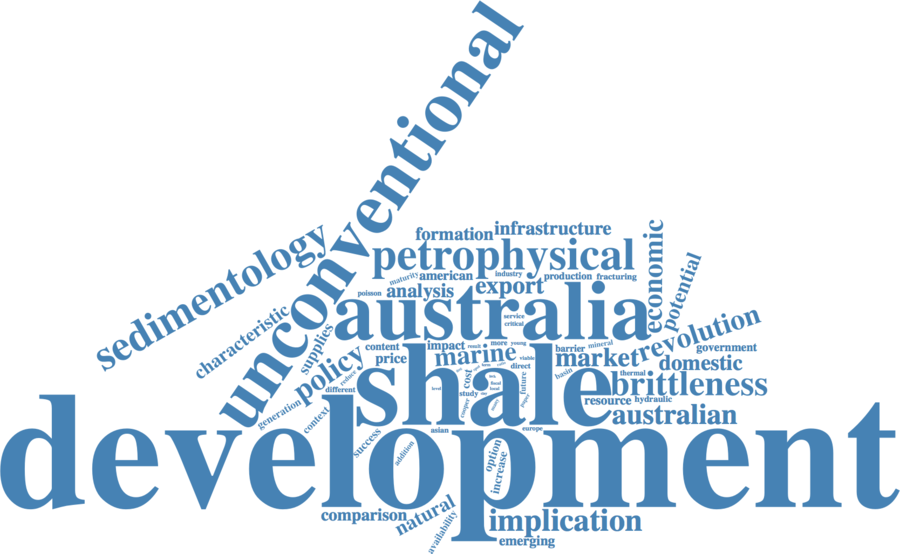 unconventional
sedimentology
formation
infrastructure
petrophysical
economic
potential
maturity
american
industry
production
fracturing
poisson
analysis
export
characteristic
supplies
australia
service
critical
revolution
content
impact
more
young
barrier
mineral
government
policy
price
marine
viable
market
domestic
direct
basin
thermal
reduce
different
cost
shale
future
brittleness
level
study
resource
hydraulic
generation
context
australian
asian
europe
success
addition
development
option
increase
comparison
natural
availability
implication
emerging